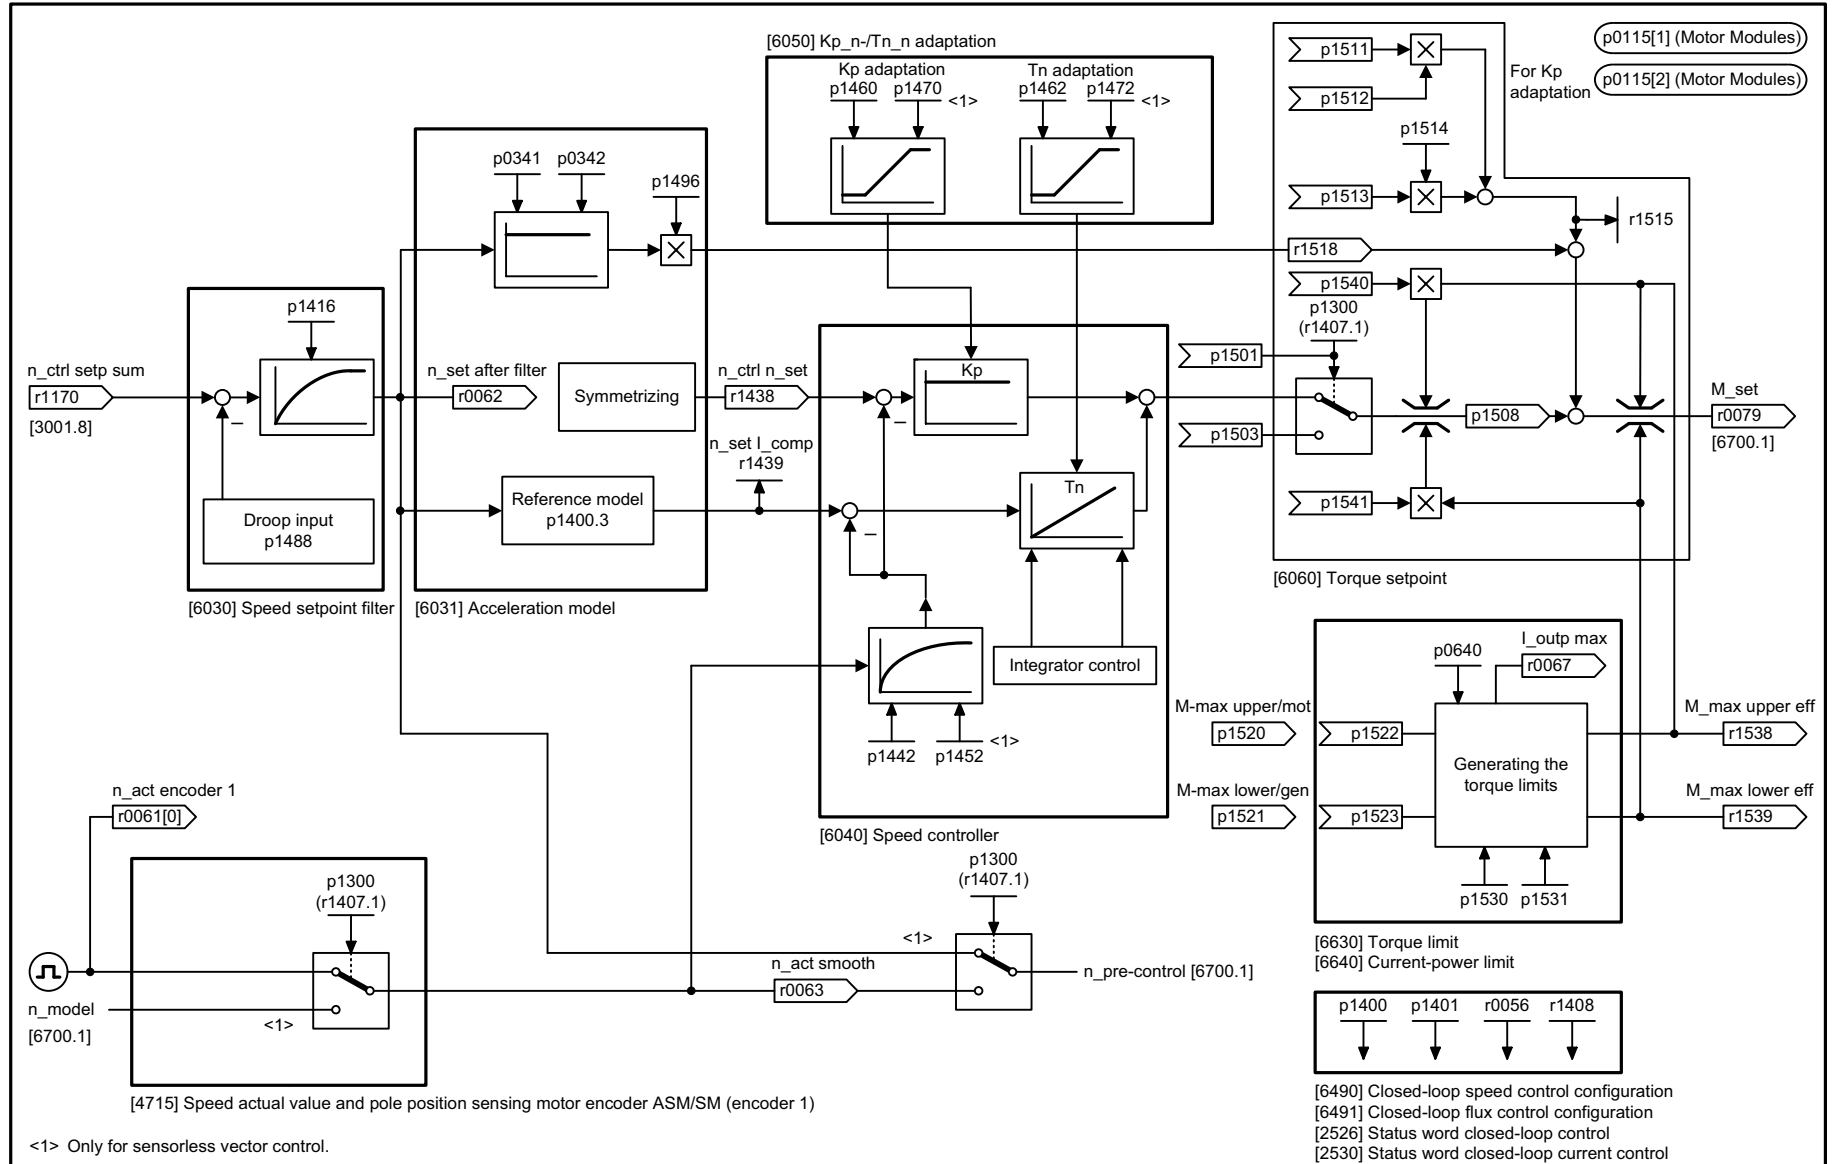 [6050] Kp_n-/Tn_n adaptation
Kp adaptation
Tn adaptation
p1460
p1470
<1>
p1462
p1472
<1>
p1511
p1512
For Kp
adaptation
p0115[1] (Motor Modules)
p0115[2] (Motor Modules)
p1514
p1513
r1515
r1518
p1540
p1300
(r1407.1)
p1501
p1503
p1508
M_set
r0079
[6700.1]
p1541
[6060] Torque setpoint
p0341
p0342
p1496
p1416
n_ctrl setp sum
r1170
[3001.8]
–
Droop input
p1488
[6030] Speed setpoint filter
n_set after filter
r0062
Symmetrizing
n_ctrl n_set
r1438
n_set I_comp
r1439
Reference model
p1400.3
[6031] Acceleration model
Kp
–
Tn
–
Integrator control
p1442
p1452
<1>
[6040] Speed controller
M-max upper/mot
p1520
p1522
M-max lower/gen
p1521
p1523
p0640
I_outp max
r0067
Generating the
torque limits
M_max upper eff
r1538
M_max lower eff
r1539
p1530
p1531
[6630] Torque limit
[6640] Current-power limit
n_act encoder 1
r0061[0]
p1300
(r1407.1)
n_model
[6700.1]
<1>
[4715] Speed actual value and pole position sensing motor encoder ASM/SM (encoder 1)
n_act smooth
r0063
p1300
(r1407.1)
<1>
n_pre-control [6700.1]
p1400
p1401
r0056
r1408
[6490] Closed-loop speed control configuration
[6491] Closed-loop flux control configuration
[2526] Status word closed-loop control
[2530] Status word closed-loop current control
<1> Only for sensorless vector control.